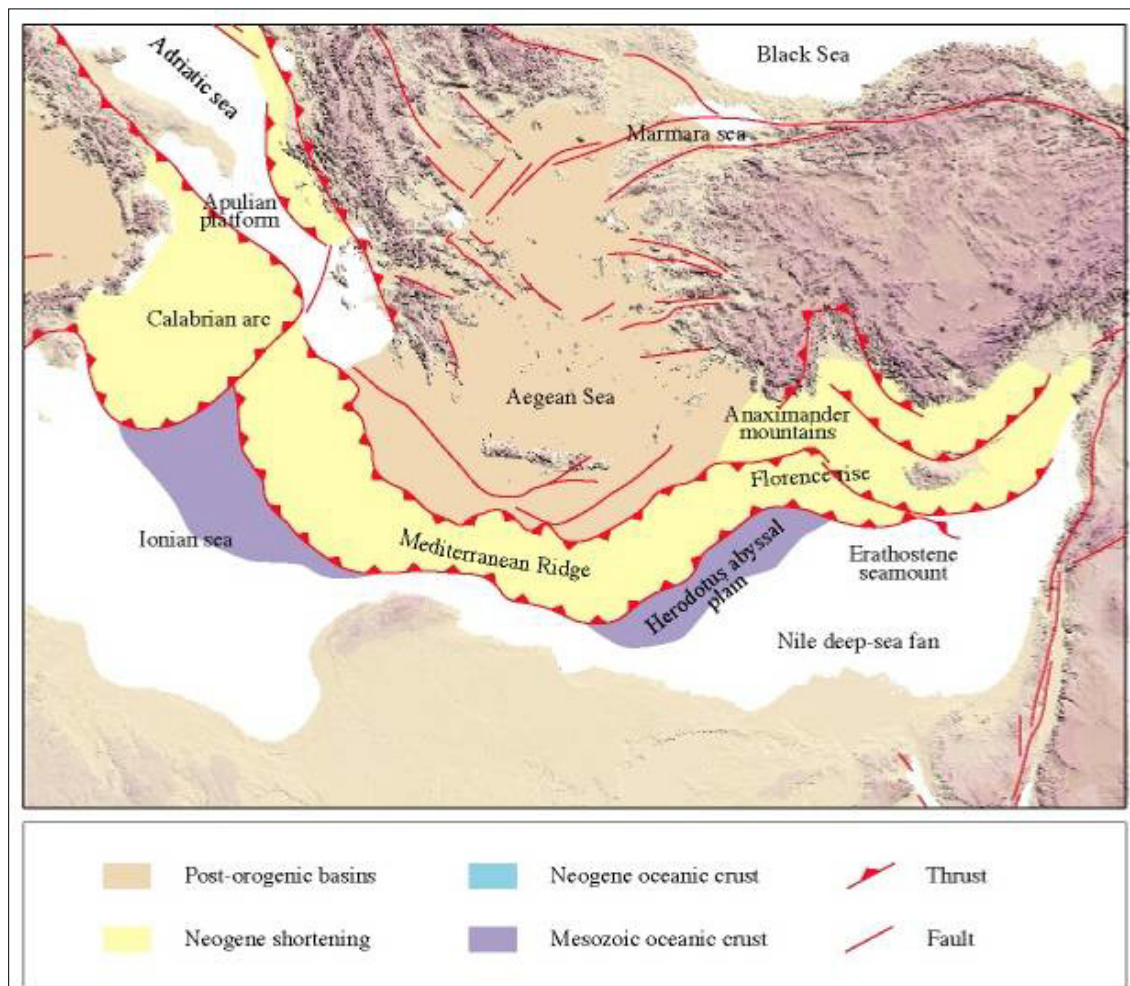 Adriatic sea
Black Sea
Marmara sea
Apulian
platform
Calabrian arc
Aegean Sea
Anaximander
mountains
Florence rise
Ionian sea
Mediterranean Ridge
Herodotus abyssal
plain
Erathostene
seamount
Nile deep-sea fan
Post-orogenic basins
Neogene oceanic crust
Thrust
Neogene shortening
Mesozoic oceanic crust
Fault